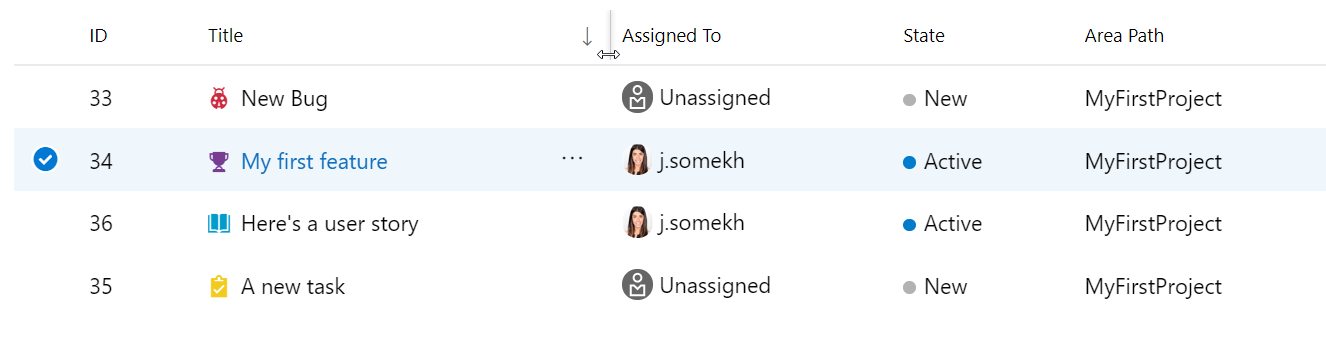 ID Title ↓ Assigned To State Area Path
33 New Bug Unassigned New MyFirstProject
34 My first feature ... j.somekh Active MyFirstProject
36 Here's a user story j.somekh Active MyFirstProject
35 A new task Unassigned New MyFirstProject